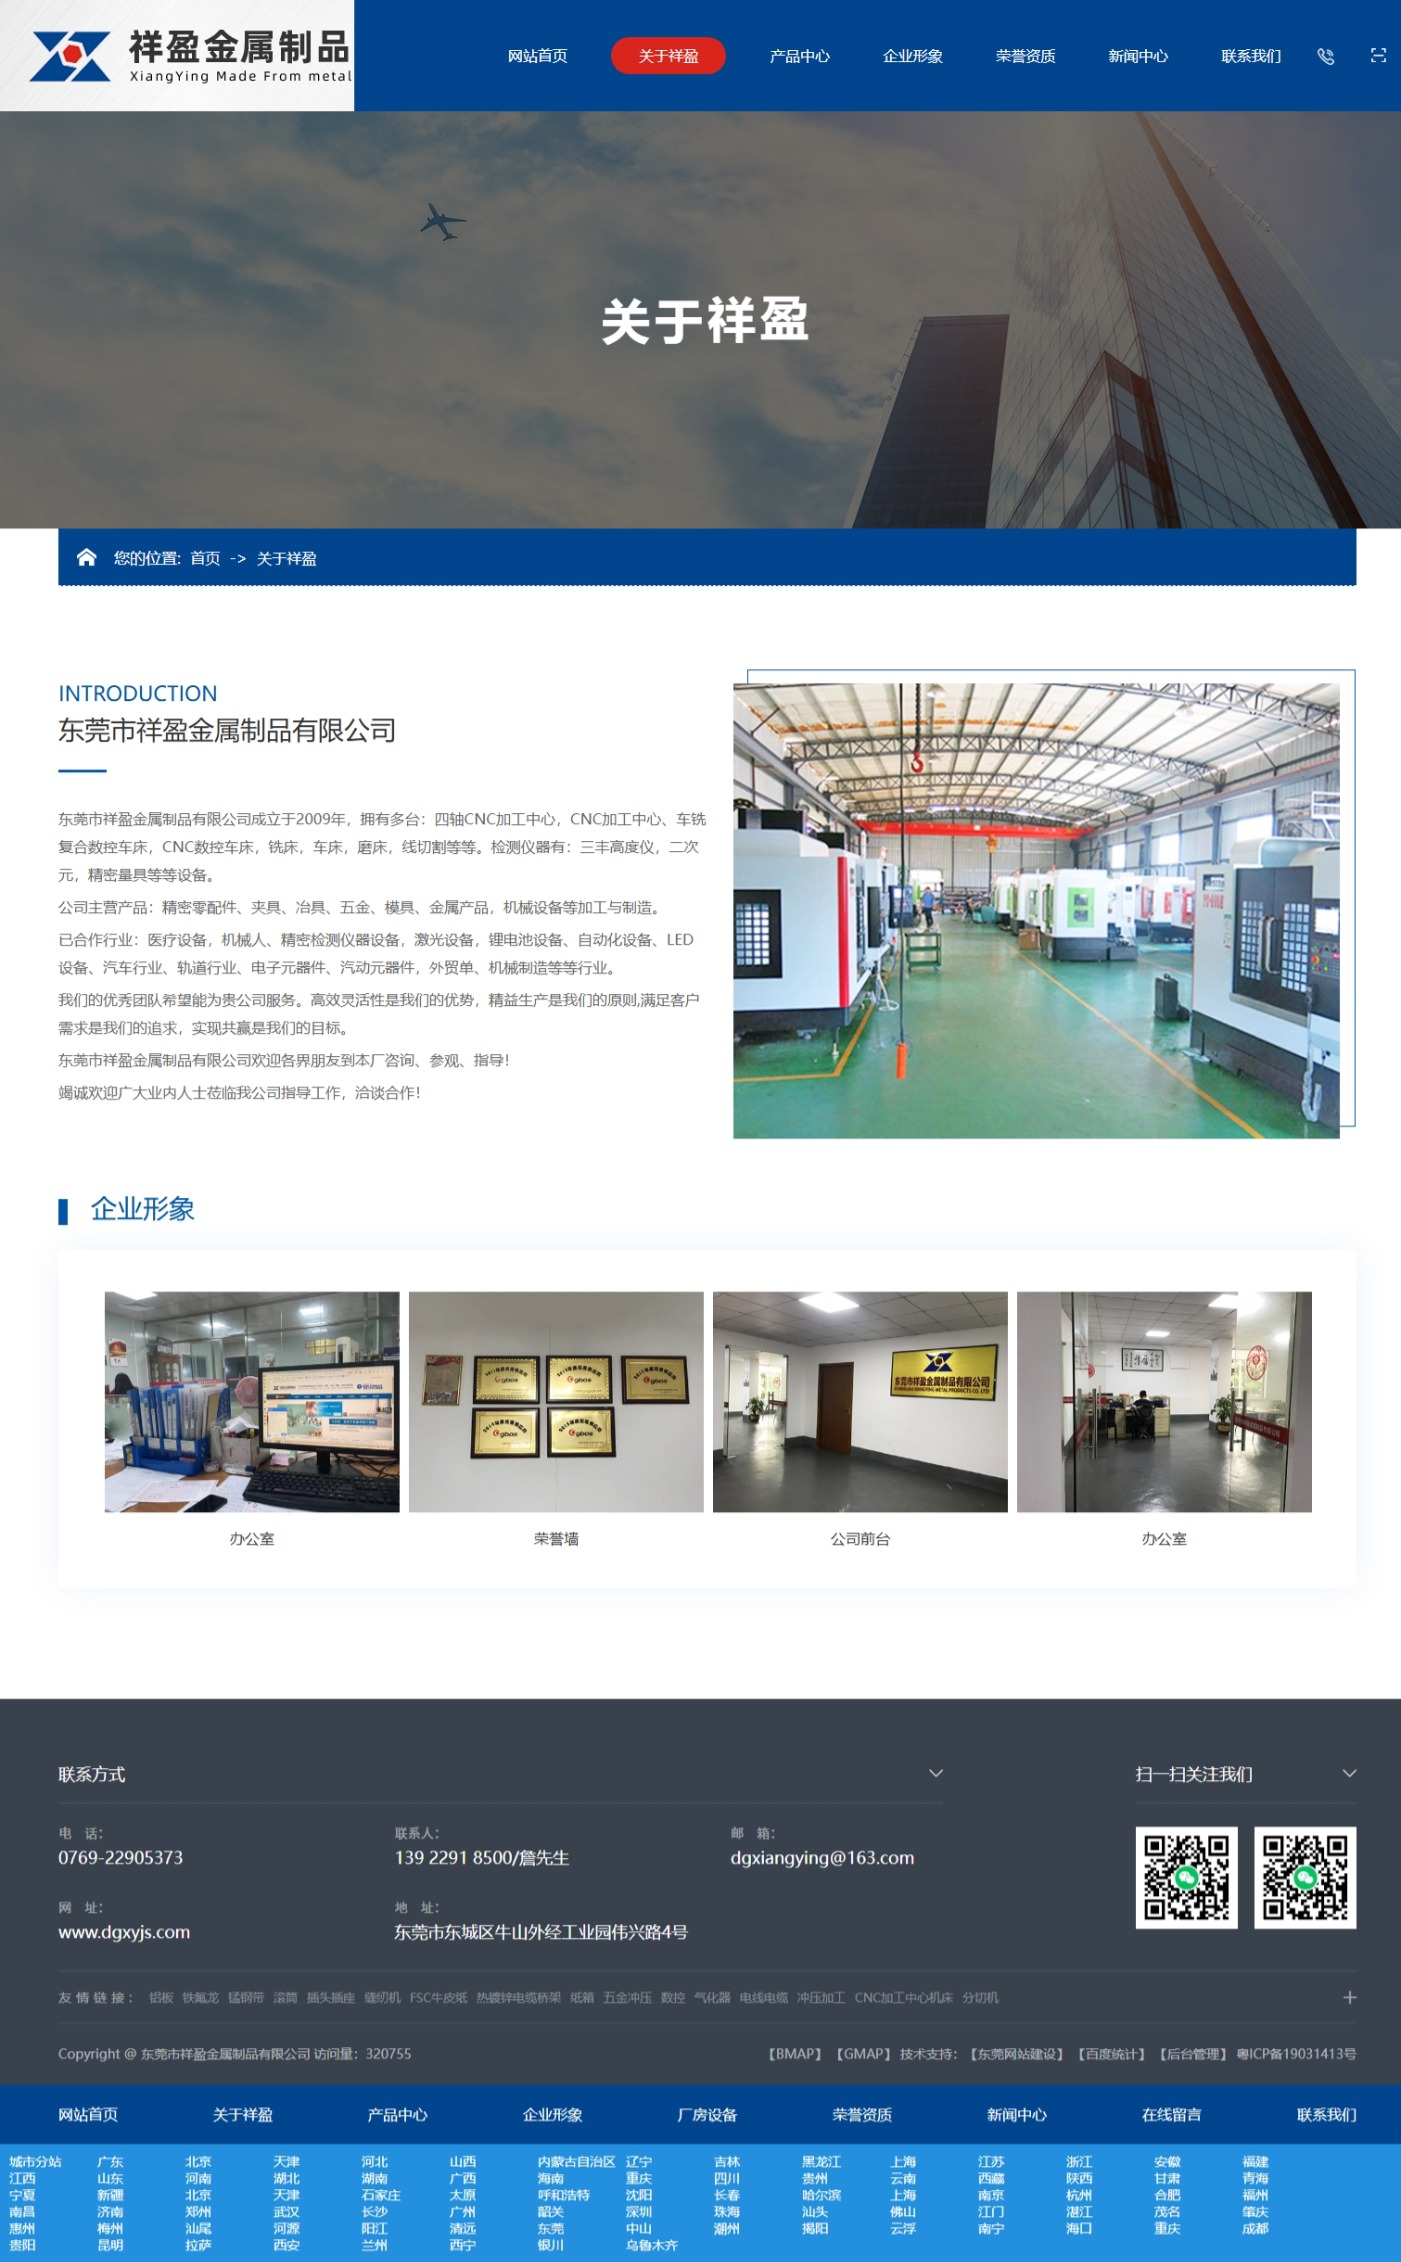 祥盈金属制品
XiangYing Made From metal
网站首页 关于祥盈 产品中心 企业形象 荣誉资质 新闻中心 联系我们
关于祥盈
您的位置: 首页 -> 关于祥盈
INTRODUCTION
东莞市祥盈金属制品有限公司
东莞市祥盈金属制品有限公司成立于2009年，拥有多台：四轴CNC加工中心，CNC加工中心、车铣
复合数控车床，CNC数控车床，铣床，车床，磨床，线切割等等。检测仪器有：三丰高度仪，二次
元，精密量具等等设备。
公司主营产品：精密零配件、夹具、冶具、五金、模具、金属产品，机械设备等加工与制造。
已合作行业：医疗设备，机械人、精密检测仪器设备，激光设备，锂电池设备、自动化设备、LED
设备、汽车行业、轨道行业、电子元器件、汽动元器件，外贸单、机械制造等等行业。
我们的优秀团队希望能为贵公司服务。高效灵活性是我们的优势，精益生产是我们的原则,满足客户
需求是我们的追求，实现共赢是我们的目标。
东莞市祥盈金属制品有限公司欢迎各界朋友到本厂咨询、参观、指导！
竭诚欢迎广大业内人士莅临我公司指导工作，洽谈合作！
企业形象
gbos gbos gbos
gbos gbos
东莞市祥盈金属制品有限公司
DONGGUAN XIANGYING METAL PRODUCTS CO. LTD
办公室 荣誉墙 公司前台 办公室
联系方式 扫一扫关注我们
电 话： 联系人： 邮 箱：
0769-22905373 139 2291 8500/詹先生 dgxiangying@163.com
网 址： 地 址：
www.dgxyjs.com 东莞市东城区牛山外经工业园伟兴路4号
友情链接： 铝板 铁氟龙 锰钢带 滚筒 插头插座 缝纫机 FSC牛皮纸 热镀锌电缆桥架 纸箱 五金冲压 数控 气化器 电线电缆 冲压加工 CNC加工中心机床 分切机
Copyright @ 东莞市祥盈金属制品有限公司 访问量：320755 【BMAP】 【GMAP】 技术支持：【东莞网站建设】 【百度统计】 【后台管理】 粤ICP备19031413号
网站首页 关于祥盈 产品中心 企业形象 厂房设备 荣誉资质 新闻中心 在线留言 联系我们
城市分站 广东 北京 天津 河北 山西 内蒙古自治区 辽宁 吉林 黑龙江 上海 江苏 浙江 安徽 福建
江西 山东 河南 湖北 湖南 广西 海南 重庆 四川 贵州 云南 西藏 陕西 甘肃 青海
宁夏 新疆 北京 天津 石家庄 太原 呼和浩特 沈阳 长春 哈尔滨 上海 南京 杭州 合肥 福州
南昌 济南 郑州 武汉 长沙 广州 韶关 深圳 珠海 汕头 佛山 江门 湛江 茂名 肇庆
惠州 梅州 汕尾 河源 阳江 清远 东莞 中山 潮州 揭阳 云浮 南宁 海口 重庆 成都
贵阳 昆明 拉萨 西安 兰州 西宁 银川 乌鲁木齐